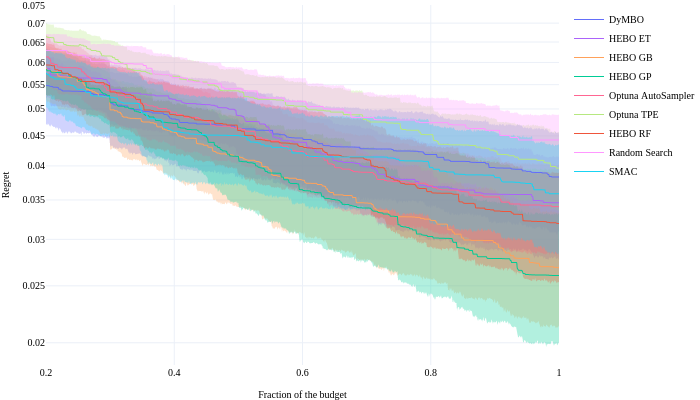 0.075
0.07
0.065
0.06
0.055
0.05
0.045
0.04
0.035
0.03
0.025
0.02
Regret
0.2
0.4
0.6
0.8
1
Fraction of the budget
DyMBO
HEBO ET
HEBO GB
HEBO GP
Optuna AutoSampler
Optuna TPE
HEBO RF
Random Search
SMAC